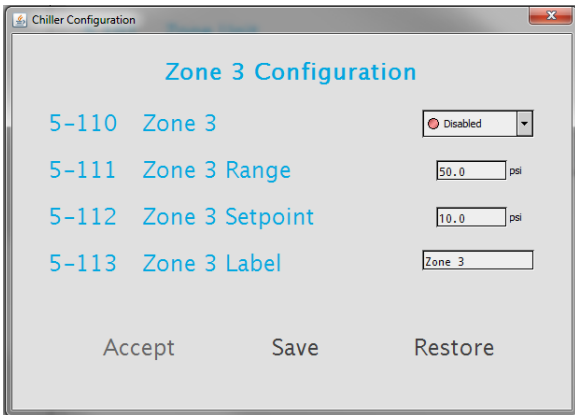 Chiller Configuration
Zone 3 Configuration
5-110 Zone 3 Disabled
5-111 Zone 3 Range 50.0 psi
5-112 Zone 3 Setpoint 10.0 psi
5-113 Zone 3 Label Zone 3
Accept Save Restore